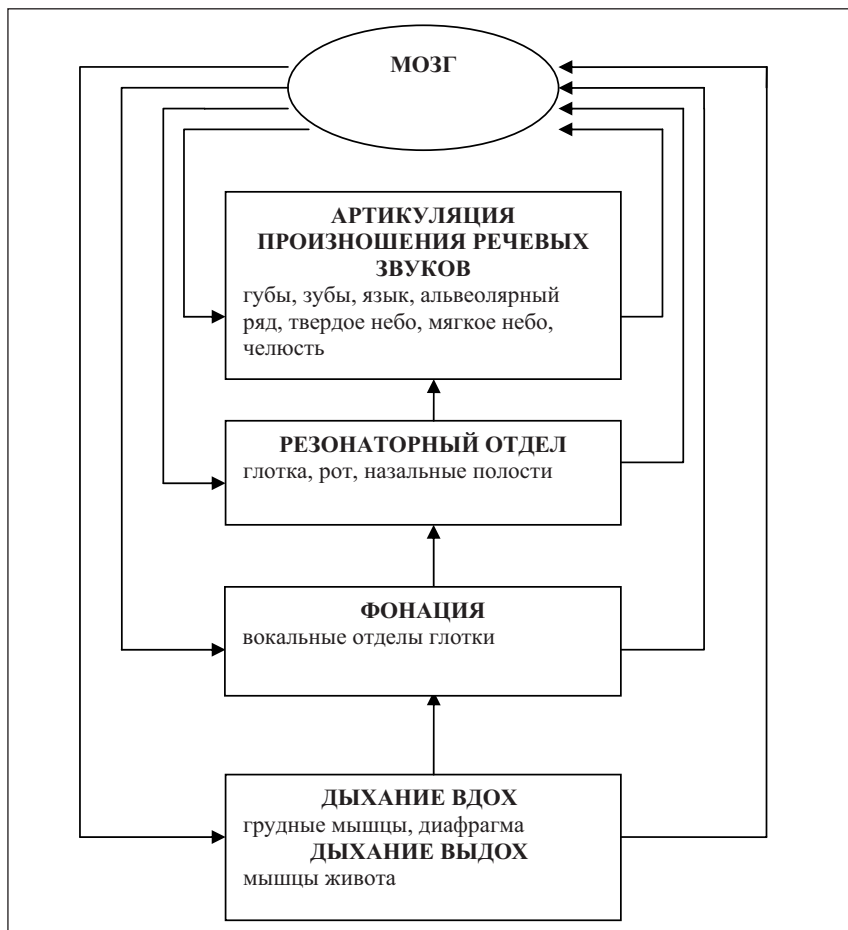 МОЗГ
АРТИКУЛЯЦИЯ
ПРОИЗНОШЕНИЯ РЕЧЕВЫХ
ЗВУКОВ
губы, зубы, язык, альвеолярный
ряд, твердое небо, мягкое небо,
челюсть
РЕЗОНАТОРНЫЙ ОТДЕЛ
глотка, рот, назальные полости
ФОНАЦИЯ
вокальные отделы глотки
ДЫХАНИЕ ВДОХ
грудные мышцы, диафрагма
ДЫХАНИЕ ВЫДОХ
мышцы живота